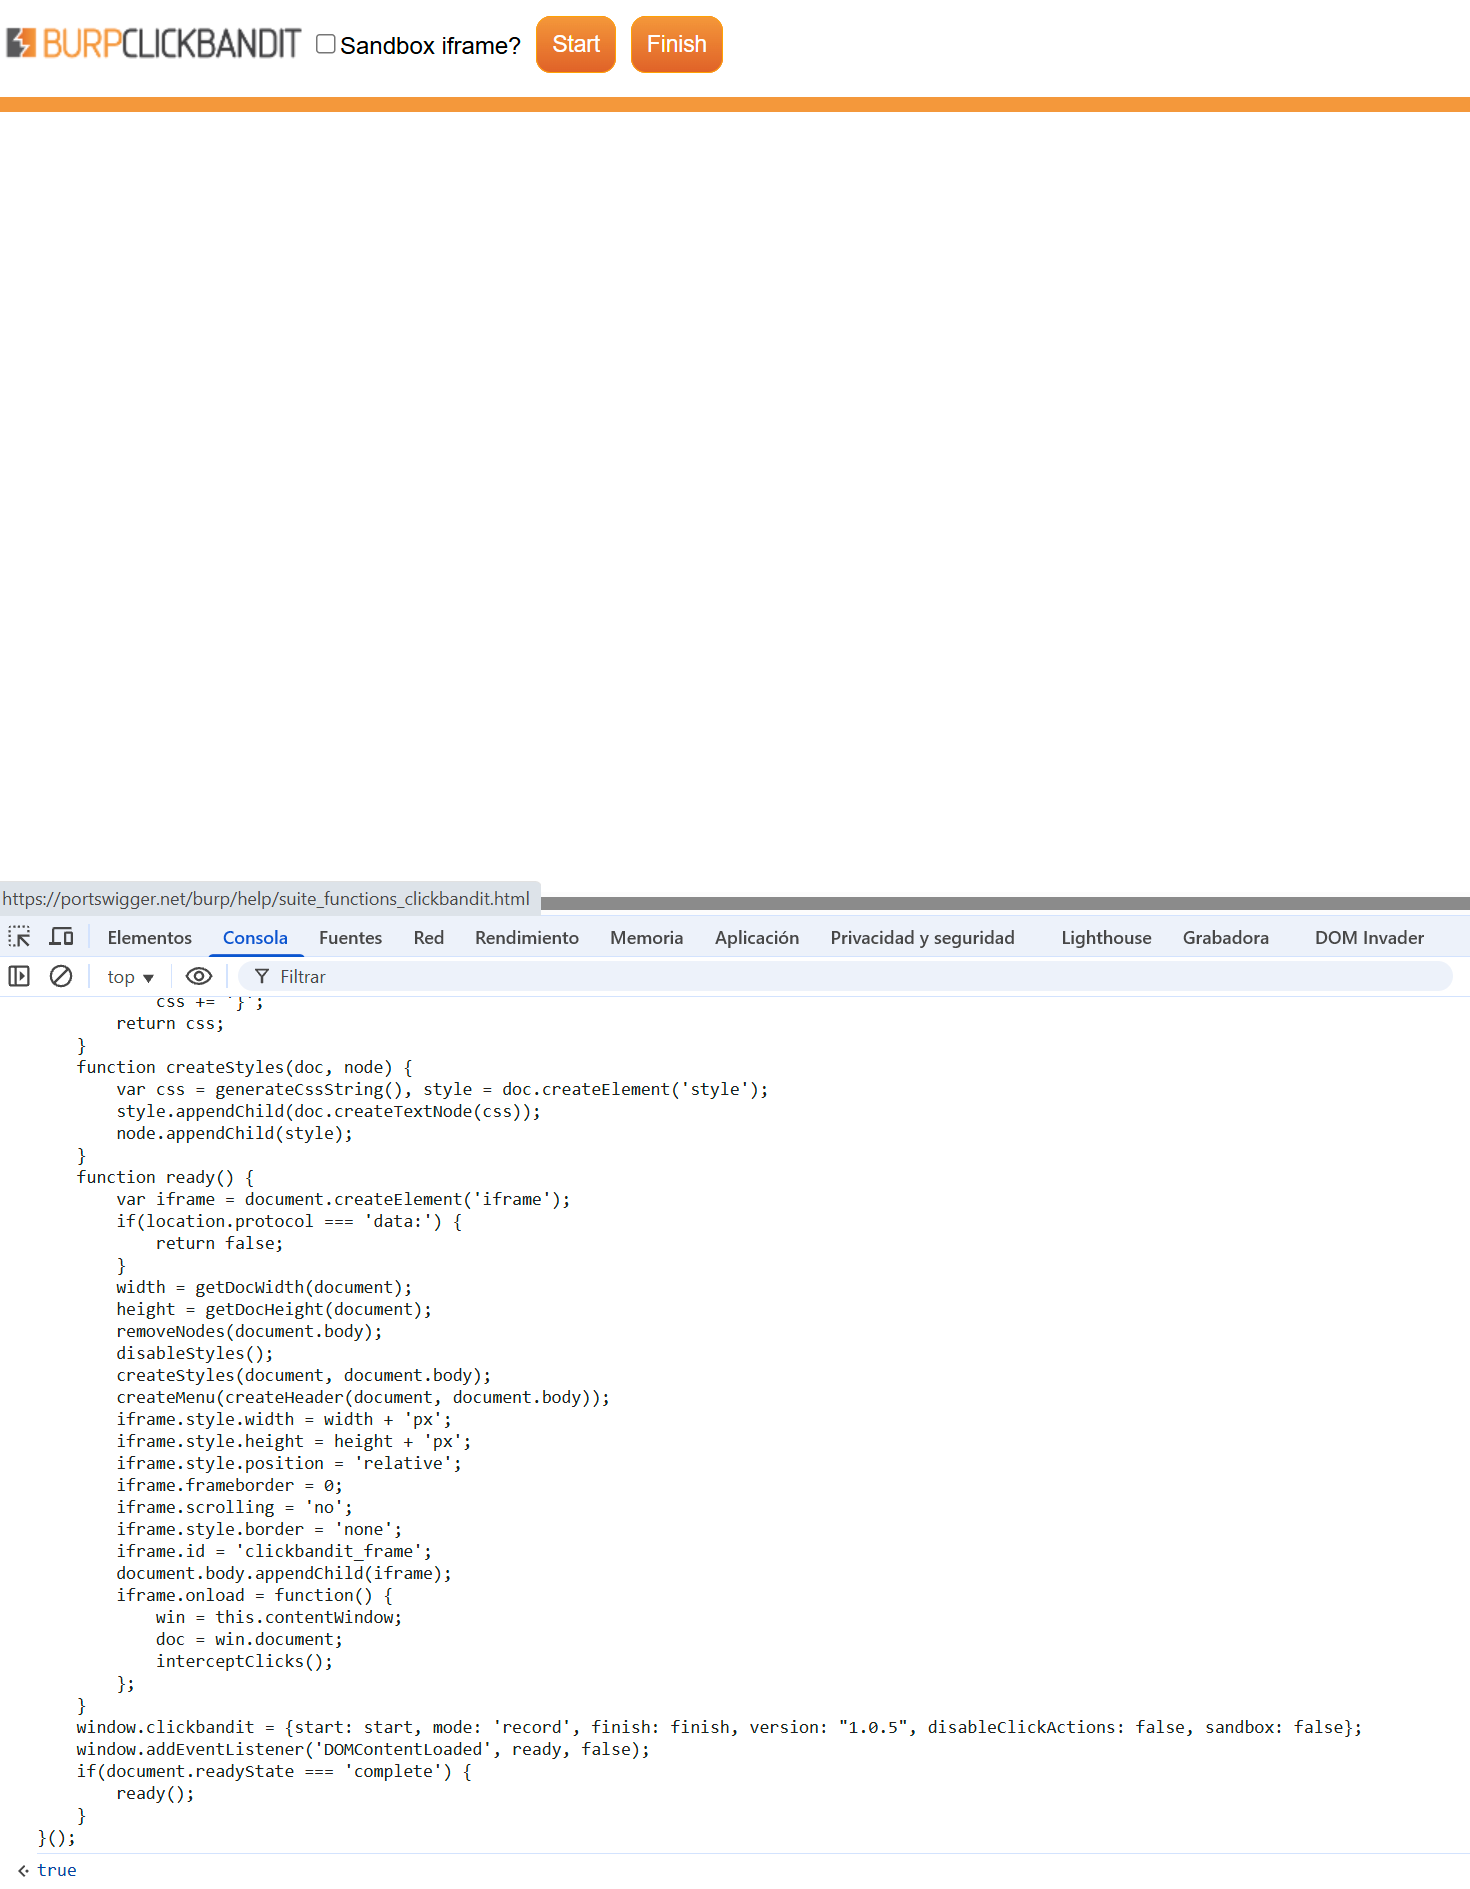 BURPCLICKBANDIT Sandbox iframe? Start Finish
https://portswigger.net/burp/help/suite_functions_clickbandit.html
Elementos Consola Fuentes Red Rendimiento Memoria Aplicación Privacidad y seguridad Lighthouse Grabadora DOM Invader
top ▼ Filtrar
css += '}';
return css;
}
function createStyles(doc, node) {
var css = generateCssString(), style = doc.createElement('style');
style.appendChild(doc.createTextNode(css));
node.appendChild(style);
}
function ready() {
var iframe = document.createElement('iframe');
if(location.protocol === 'data:') {
return false;
}
width = getDocWidth(document);
height = getDocHeight(document);
removeNodes(document.body);
disableStyles();
createStyles(document, document.body);
createMenu(createHeader(document, document.body));
iframe.style.width = width + 'px';
iframe.style.height = height + 'px';
iframe.style.position = 'relative';
iframe.frameborder = 0;
iframe.scrolling = 'no';
iframe.style.border = 'none';
iframe.id = 'clickbandit_frame';
document.body.appendChild(iframe);
iframe.onload = function() {
win = this.contentWindow;
doc = win.document;
interceptClicks();
};
}
window.clickbandit = {start: start, mode: 'record', finish: finish, version: "1.0.5", disableClickActions: false, sandbox: false};
window.addEventListener('DOMContentLoaded', ready, false);
if(document.readyState === 'complete') {
ready();
}
}();
true